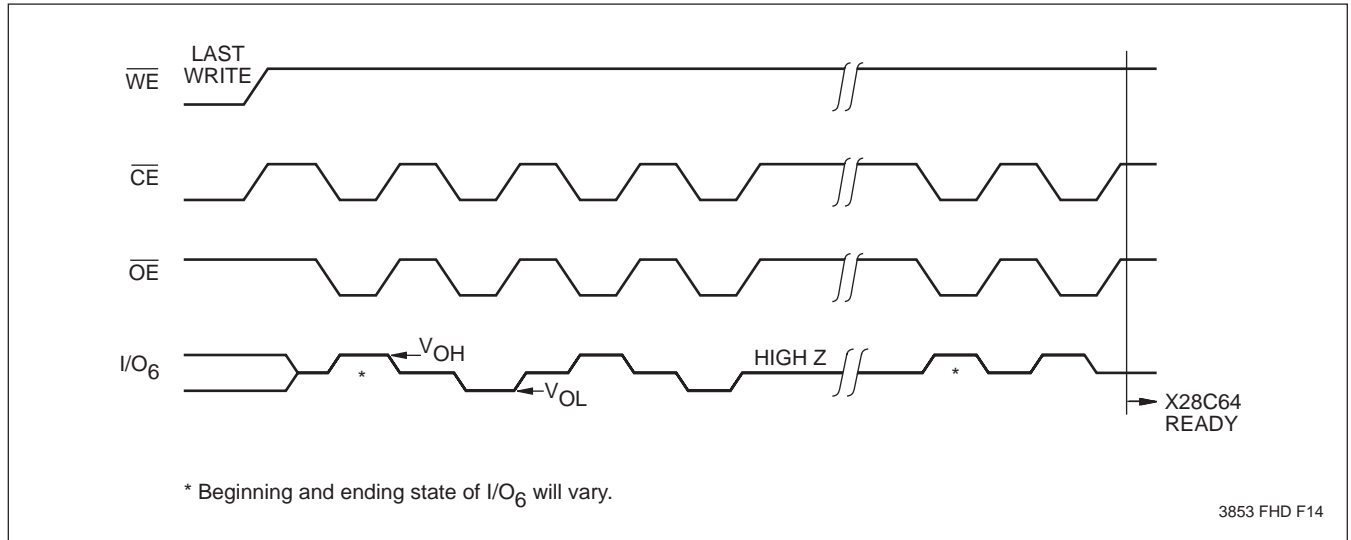 LAST
WRITE
WE
CE
OE
I/O6
VOH
*
VOL
HIGH Z
*
X28C64
READY
* Beginning and ending state of I/O6 will vary.
3853 FHD F14